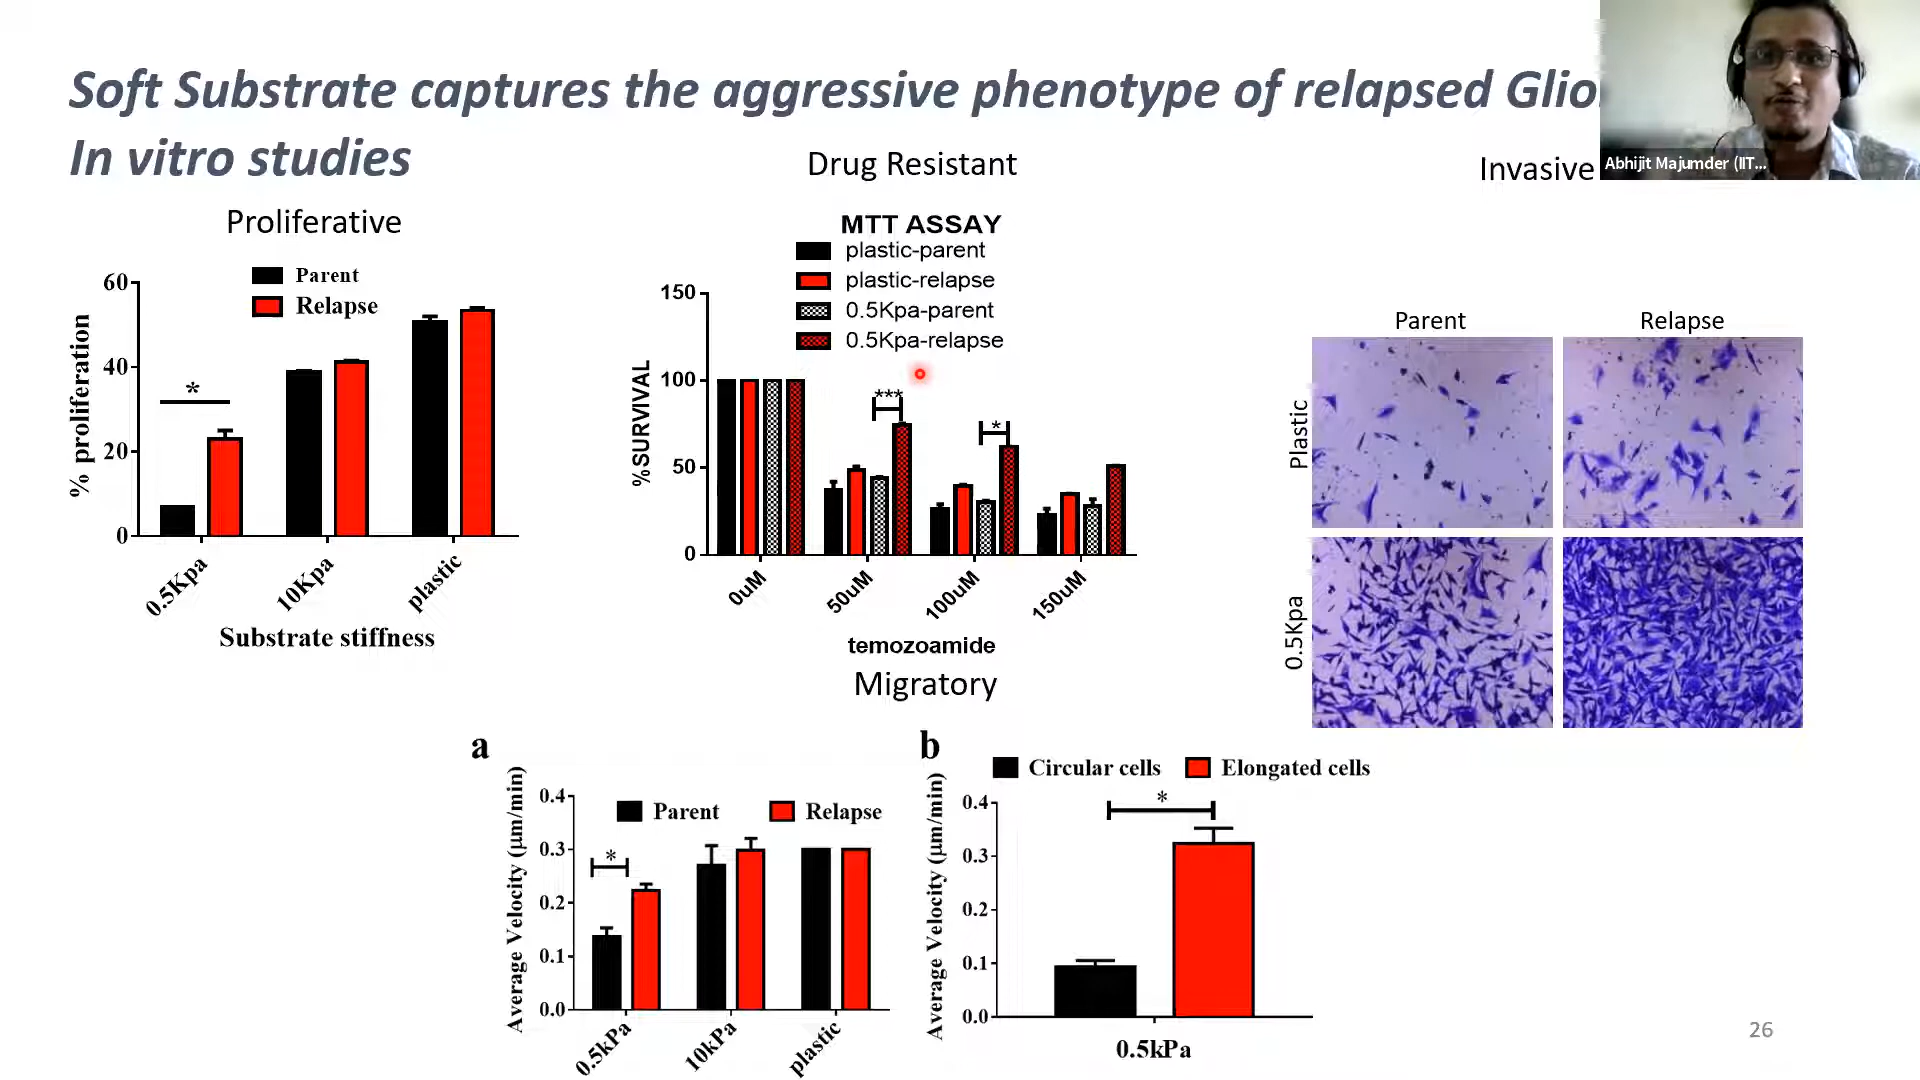 Soft Substrate captures the aggressive phenotype of relapsed Glio
In vitro studies
Abhijit Majumder (IIT...
Proliferative
Parent
Relapse
60
40
20
0
% proliferation
*
0.5Kpa
10Kpa
plastic
Substrate stiffness
Drug Resistant
MTT ASSAY
plastic-parent
plastic-relapse
0.5Kpa-parent
0.5Kpa-relapse
150
100
50
0
%SURVIVAL
***
*
0uM
50uM
100uM
150uM
temozoamide
Invasive
Parent
Relapse
Plastic
0.5Kpa
Migratory
a
Parent
Relapse
0.4
0.3
0.2
0.1
0.0
Average Velocity (μm/min)
*
0.5kPa
10kPa
plastic
b
Circular cells
Elongated cells
0.4
0.3
0.2
0.1
0.0
Average Velocity (μm/min)
*
0.5kPa
26